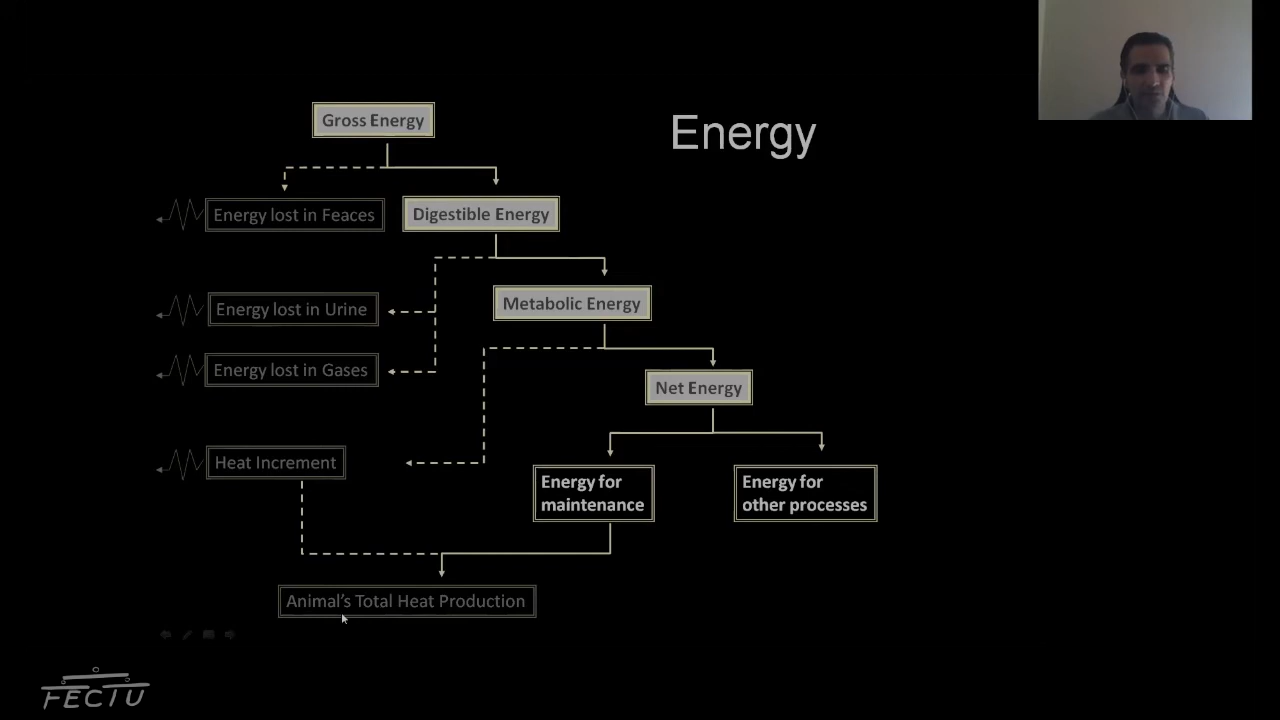 Gross Energy
Energy
Energy lost in Feaces
Digestible Energy
Metabolic Energy
Energy lost in Urine
Energy lost in Gases
Net Energy
Heat Increment
Energy for
maintenance
Energy for
other processes
Animal’s Total Heat Production
FECTU